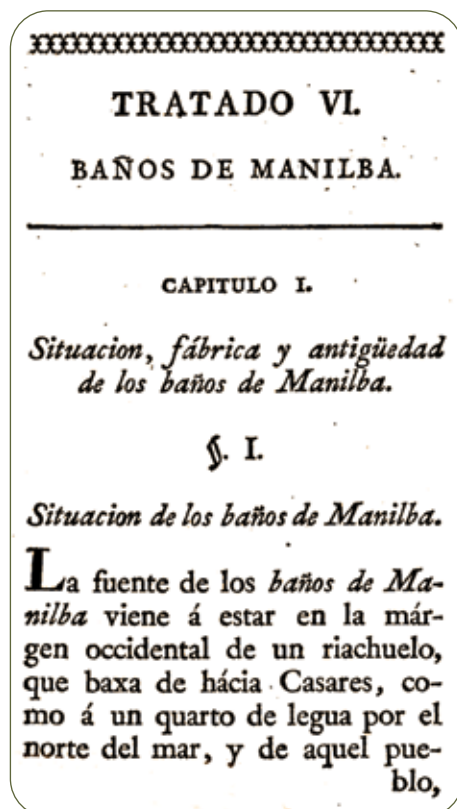 TRATADO VI.
BAÑOS DE MANILBA.
CAPITULO I.
Situacion, fábrica y antigüedad
de los baños de Manilba.
§. I.
Situacion de los baños de Manilba.
La fuente de los baños de Ma-
nilba viene á estar en la már-
gen occidental de un riachuelo,
que baxa de hácia Casares, co-
mo á un quarto de legua por el
norte del mar, y de aquel pue-
blo,